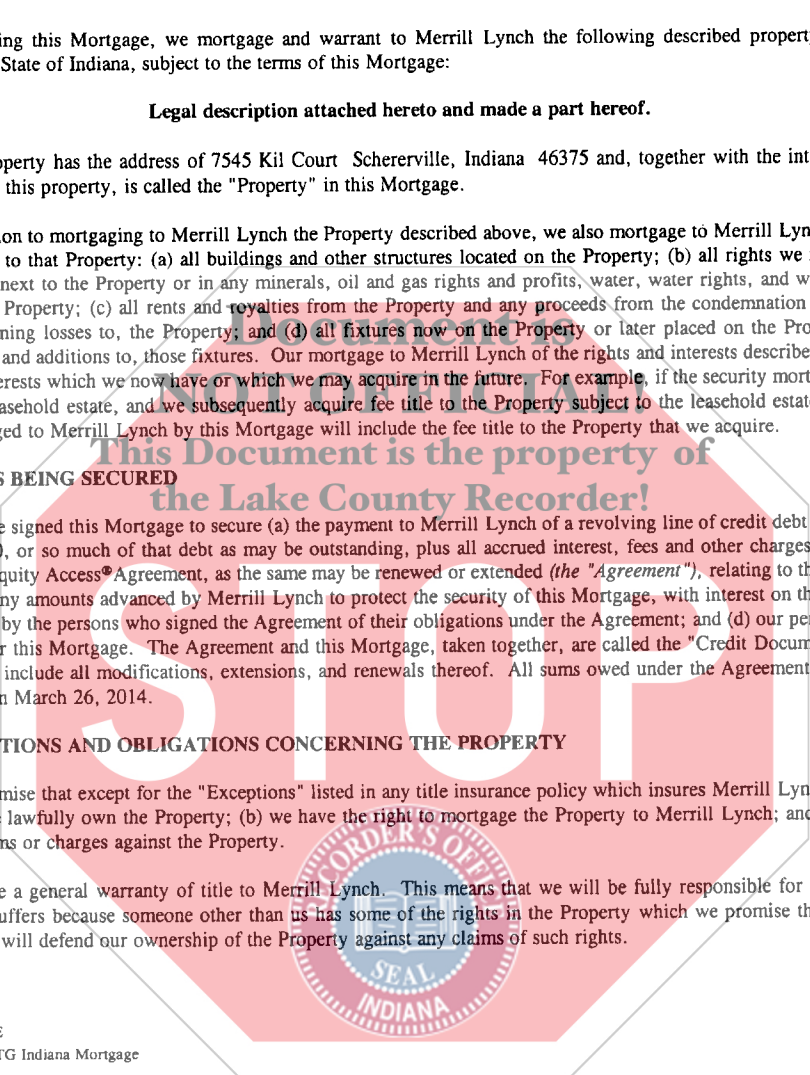 ing this Mortgage, we mortgage and warrant to Merrill Lynch the following described property
State of Indiana, subject to the terms of this Mortgage:
Legal description attached hereto and made a part hereof.
operty has the address of 7545 Kil Court Schererville, Indiana 46375 and, together with the int
this property, is called the "Property" in this Mortgage.
on to mortgaging to Merrill Lynch the Property described above, we also mortgage to Merrill Lyn
to that Property: (a) all buildings and other structures located on the Property; (b) all rights we
next to the Property or in any minerals, oil and gas rights and profits, water, water rights, and w
Property; (c) all rents and royalties from the Property and any proceeds from the condemnation
Document is
ning losses to, the Property; and (d) all fixtures now on the Property or later placed on the Pro
and additions to, those fixtures. Our mortgage to Merrill Lynch of the rights and interests describe
erests which we now have or which we may acquire in the future. For example, if the security mort
NOT OFFICIAL!
asehold estate, and we subsequently acquire fee title to the Property subject to the leasehold estat
ged to Merrill Lynch by this Mortgage will include the fee title to the Property that we acquire.
This Document is the property of
S BEING SECURED
the Lake County Recorder!
e signed this Mortgage to secure (a) the payment to Merrill Lynch of a revolving line of credit debt
), or so much of that debt as may be outstanding, plus all accrued interest, fees and other charges
quity Access® Agreement, as the same may be renewed or extended (the "Agreement"), relating to th
ny amounts advanced by Merrill Lynch to protect the security of this Mortgage, with interest on th
by the persons who signed the Agreement of their obligations under the Agreement; and (d) our pe
r this Mortgage. The Agreement and this Mortgage, taken together, are called the "Credit Docum
include all modifications, extensions, and renewals thereof. All sums owed under the Agreement
n March 26, 2014.
STOP
TIONS AND OBLIGATIONS CONCERNING THE PROPERTY
mise that except for the "Exceptions" listed in any title insurance policy which insures Merrill Lyn
lawfully own the Property; (b) we have the right to mortgage the Property to Merrill Lynch; and
ms or charges against the Property.
e a general warranty of title to Merrill Lynch. This means that we will be fully responsible for
uffers because someone other than us has some of the rights in the Property which we promise th
will defend our ownership of the Property against any claims of such rights.
CORDER'S OFFI
SEAL
INDIANA
E
TG Indiana Mortgage